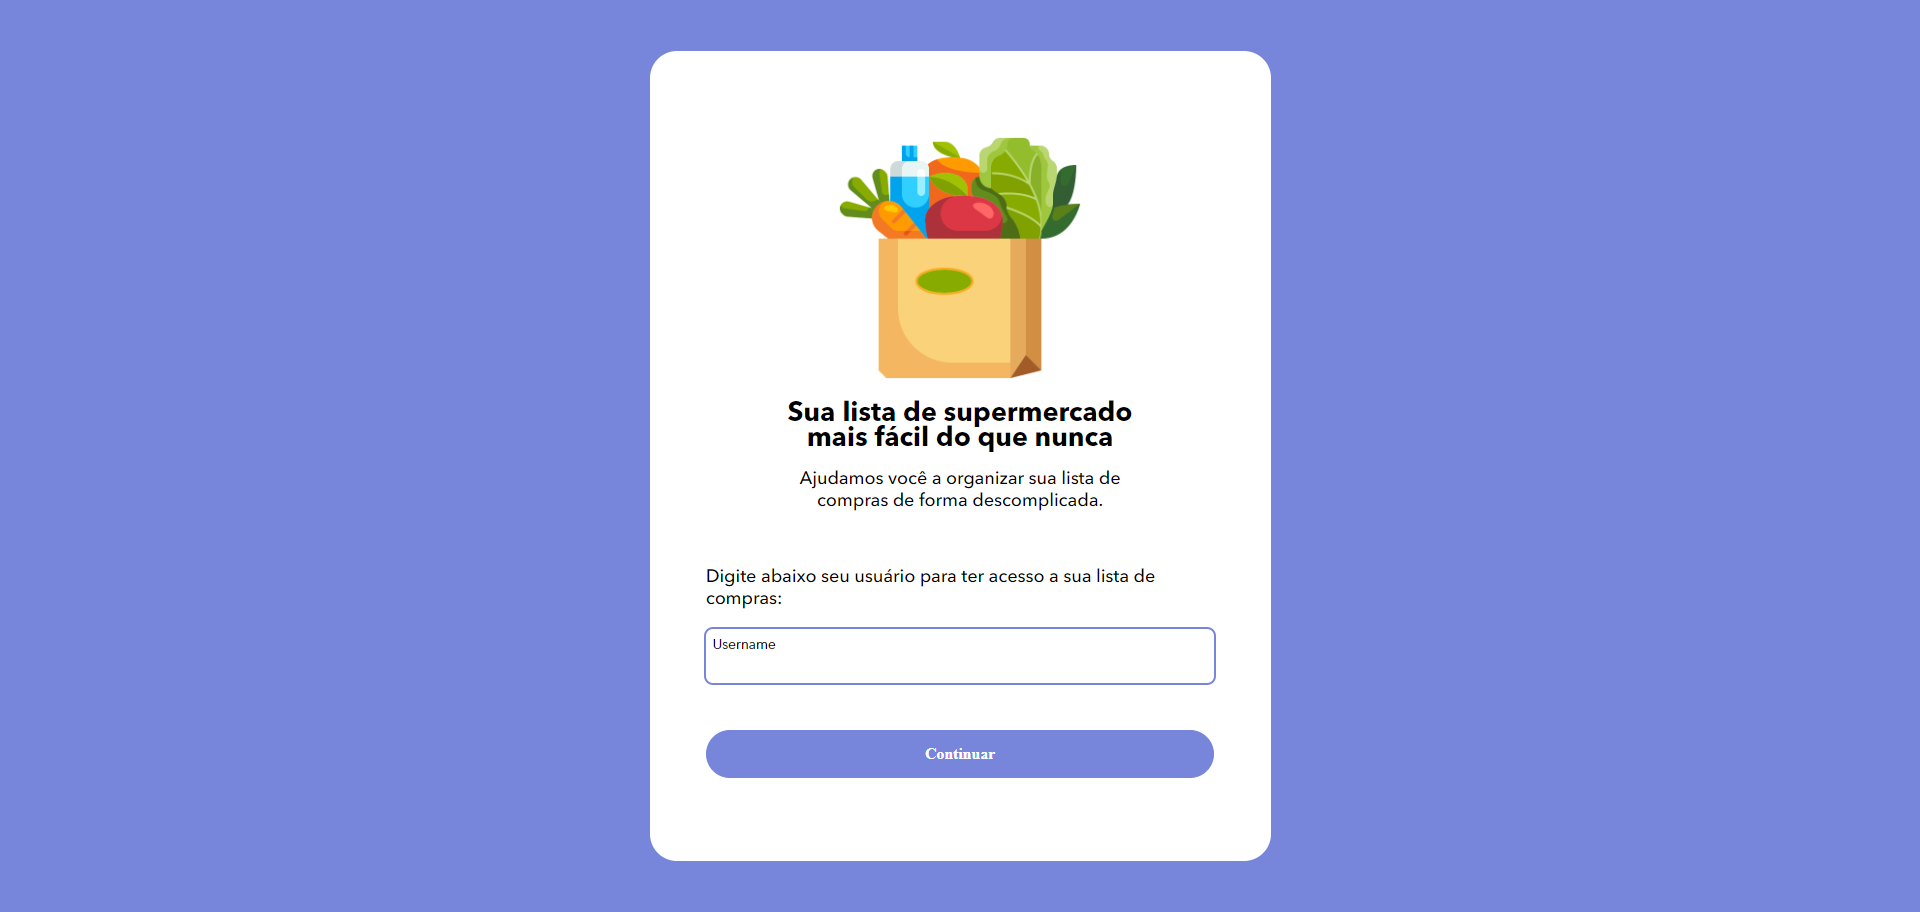 Sua lista de supermercado
mais fácil do que nunca
Ajudamos você a organizar sua lista de
compras de forma descomplicada.
Digite abaixo seu usuário para ter acesso a sua lista de
compras:
Username
Continuar